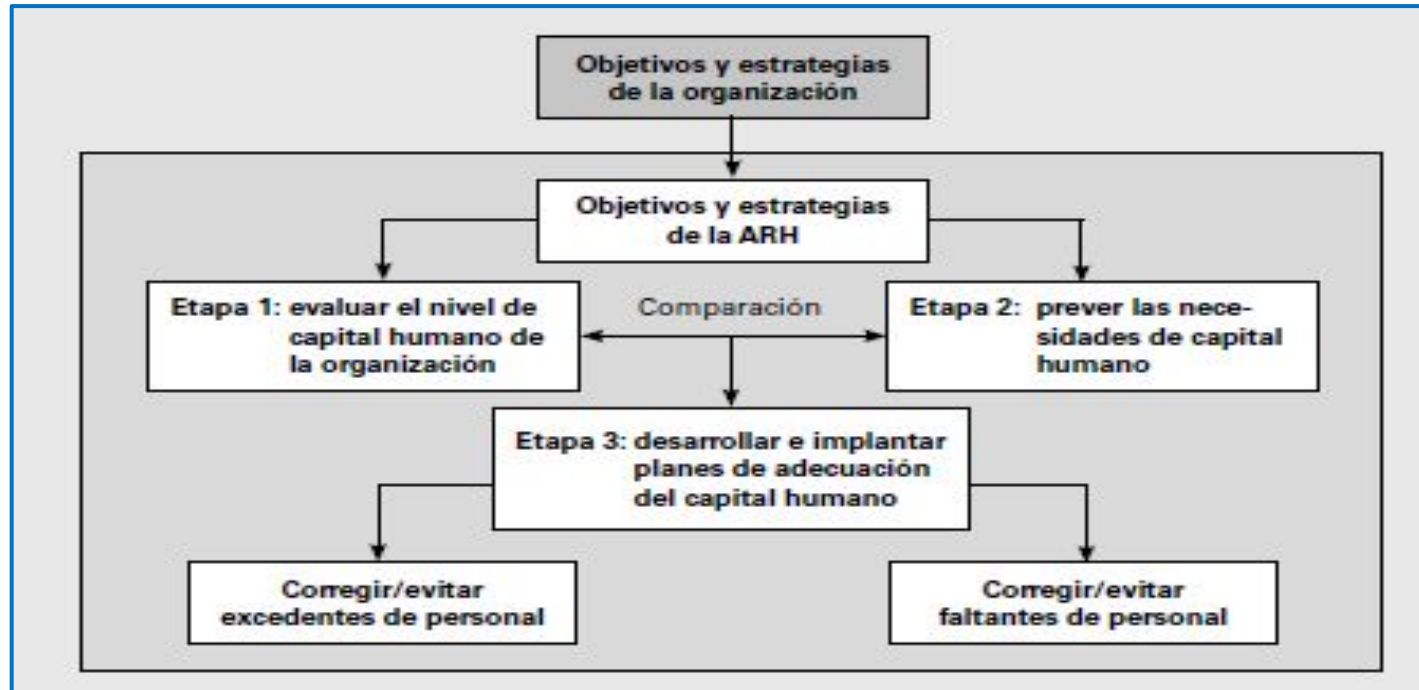 Objetivos y estrategias
de la organización
Objetivos y estrategias
de la ARH
Etapa 1: evaluar el nivel de
capital humano de
la organización
Comparación
Etapa 2: prever las nece-
sidades de capital
humano
Etapa 3: desarrollar e implantar
planes de adecuación
del capital humano
Corregir/evitar
excedentes de personal
Corregir/evitar
faltantes de personal